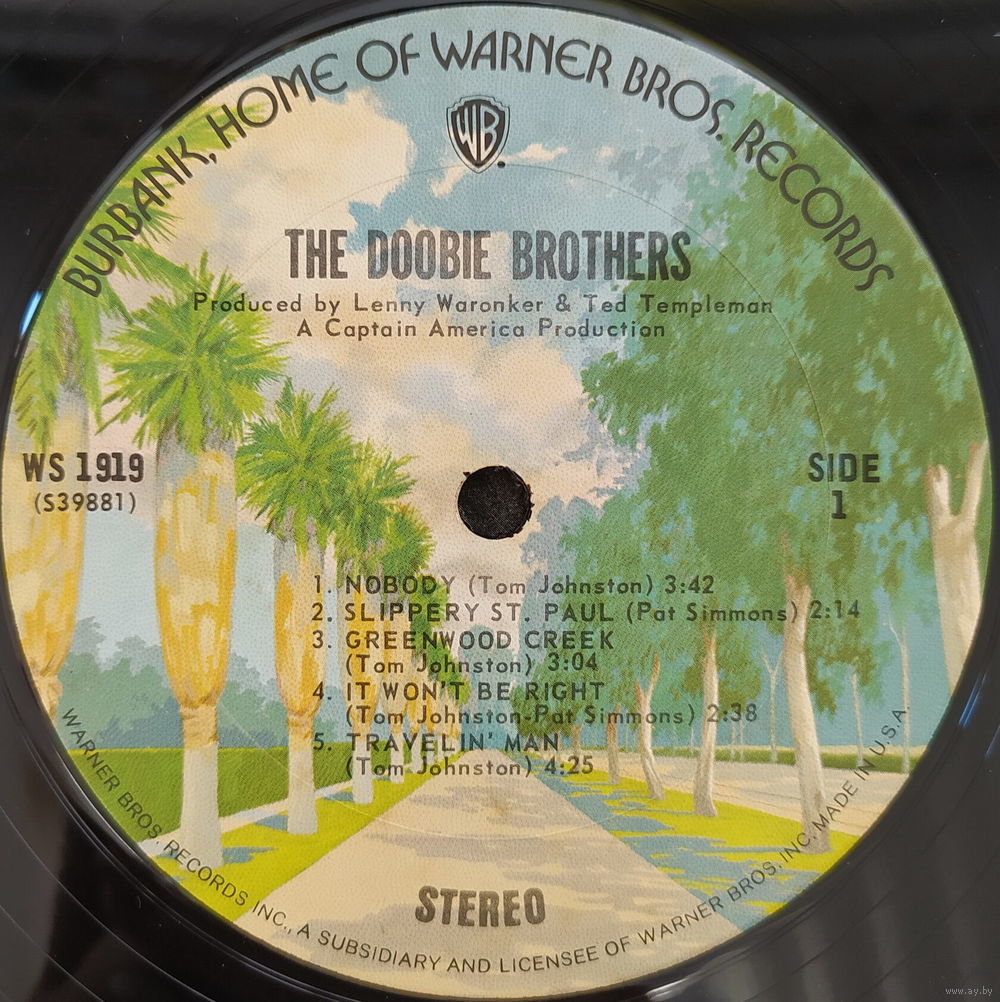 BURBANK, HOME OF WARNER BROS. RECORDS
WB
THE DOOBIE BROTHERS
Produced by Lenny Waronker & Ted Templeman
A Captain America Production
WS 1919
(S39881)
SIDE
1
1. NOBODY (Tom Johnston) 3:42
2. SLIPPERY ST. PAUL (Pat Simmons) 2:14
3. GREENWOOD CREEK
(Tom Johnston) 3:04
4. IT WON'T BE RIGHT
(Tom Johnston-Pat Simmons) 2:38
5. TRAVELIN' MAN
(Tom Johnston) 4:25
STEREO
WARNER BROS. RECORDS INC., A SUBSIDIARY AND LICENSEE OF WARNER BROS. INC. MADE IN U.S.A.
www.ay.by